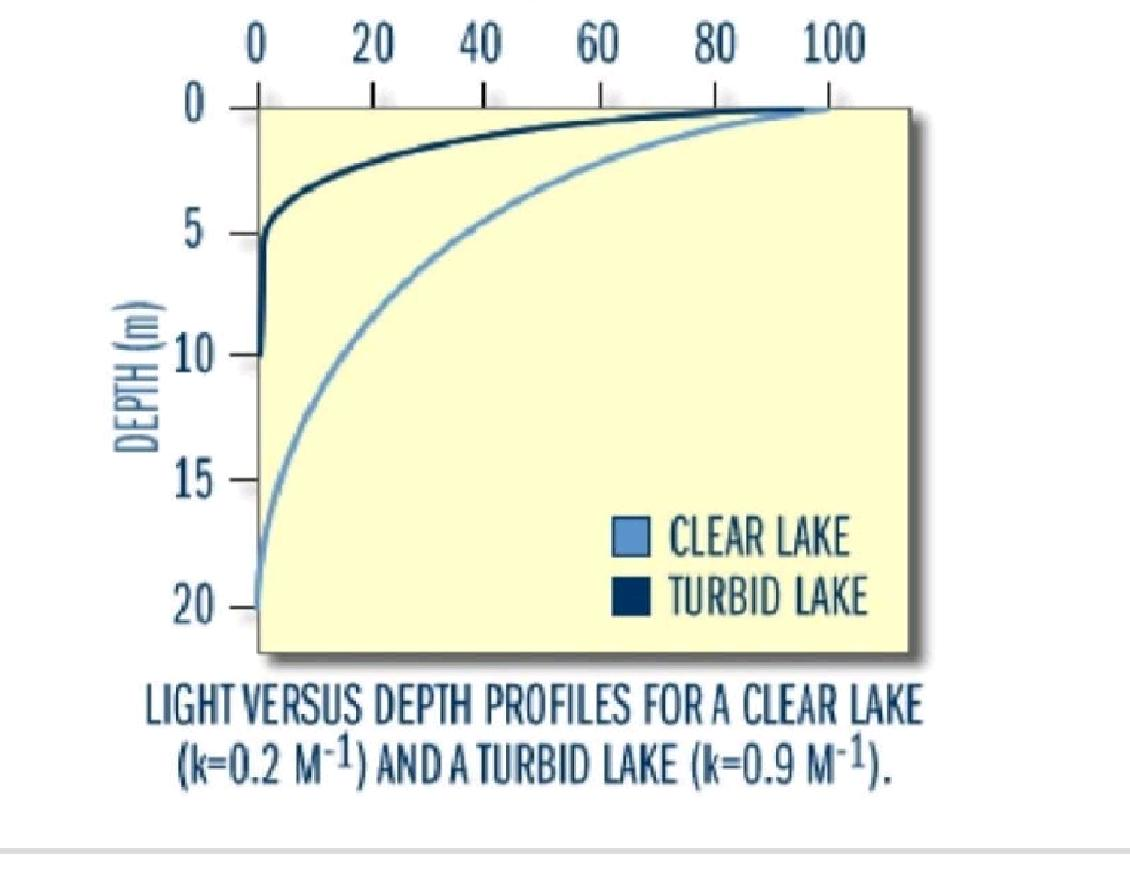 0 20 40 60 80 100
0
5
10
15
20
DEPTH (m)
CLEAR LAKE
TURBID LAKE
LIGHT VERSUS DEPTH PROFILES FOR A CLEAR LAKE
(k=0.2 M⁻¹) AND A TURBID LAKE (k=0.9 M⁻¹).